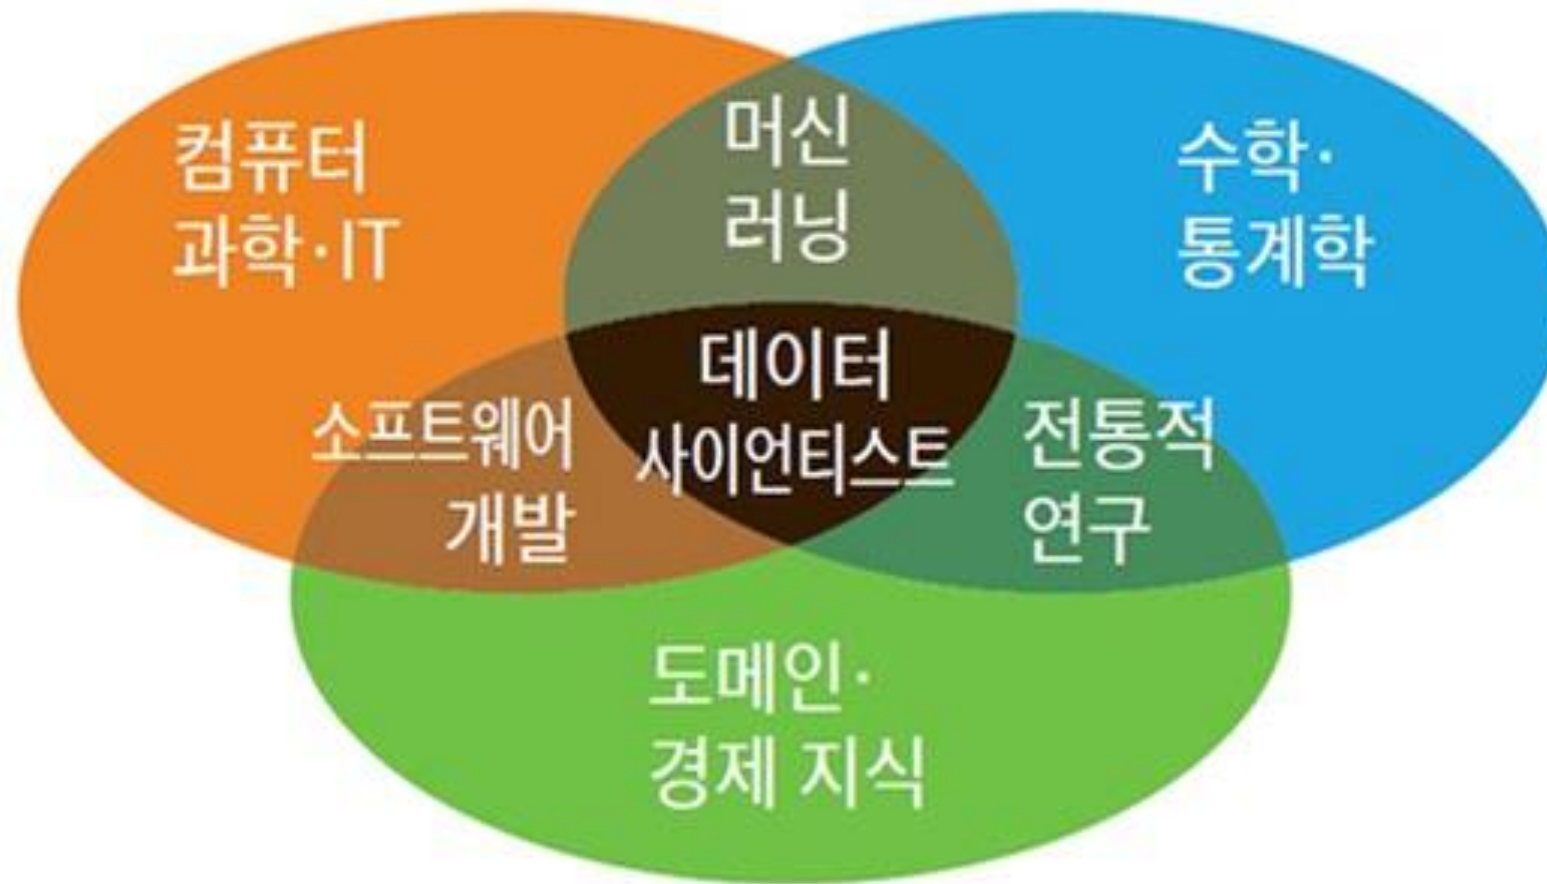 컴퓨터
과학·IT
머신
러닝
수학·
통계학
데이터
사이언티스트
소프트웨어
개발
전통적
연구
도메인·
경제 지식